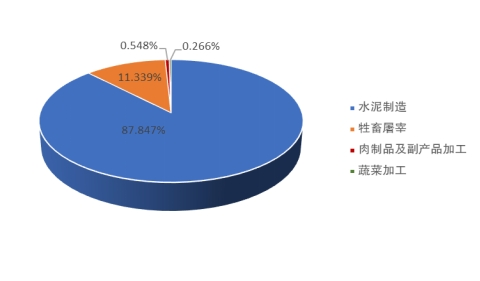 0.548%
0.266%
11.339%
87.847%
水泥制造
牲畜屠宰
肉制品及副产品加工
蔬菜加工